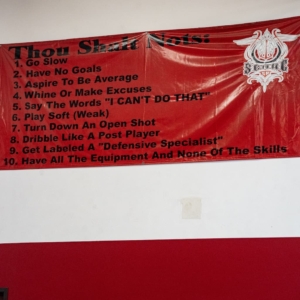 Thou Shalt Nots:
1. Go Slow
2. Have No Goals
3. Aspire To Be Average
4. Whine Or Make Excuses
5. Say The Words "I CAN'T DO THAT"
6. Play Soft (Weak)
7. Turn Down An Open Shot
8. Dribble Like A Post Player
9. Get Labeled A "Defensive Specialist"
10. Have All The Equipment And None Of The Skills